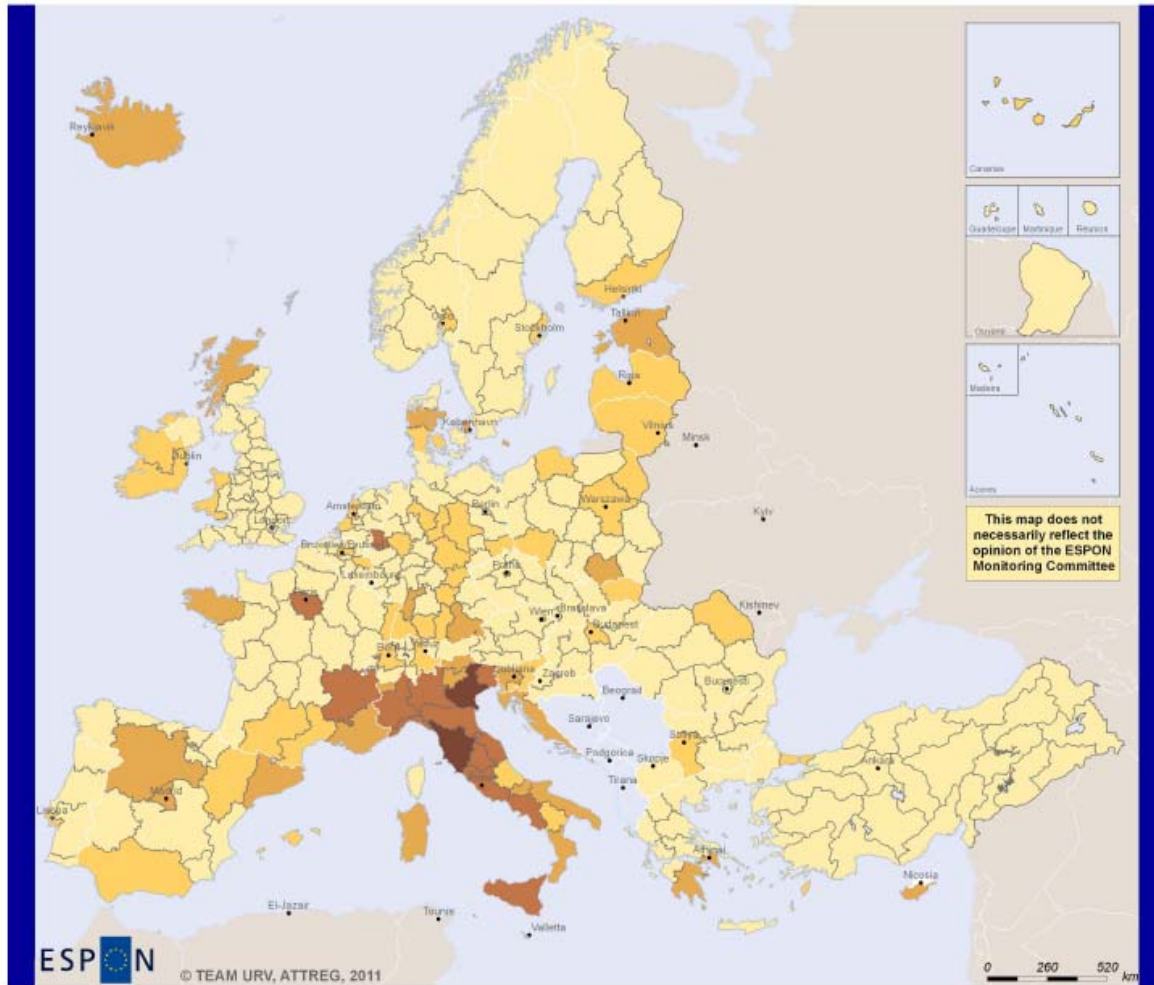 Reykjavik
Canarias
Guadeloupe
Martinique
Réunion
Guyane
Madeira
Acores
This map does not
necessarily reflect the
opinion of the ESPON
Monitoring Committee
Helsinki
Tallinn
Oslo
Stockholm
Riga
København
Vilnius
Minsk
Dublin
Amsterdam
Berlin
Warszawa
London
Kyiv
Luxembourg
Praha
Paris
Wien
Bratislava
Budapest
Kishinev
Ljubljana
Zagreb
Bucuresti
Beograd
Sarajevo
Podgorica
Skopje
Tirana
Ankara
Madrid
Lisboa
Athinai
Nicosia
El-Jazair
Tounis
Valletta
ESPON
© TEAM URV, ATTREG, 2011
0 260 520
km